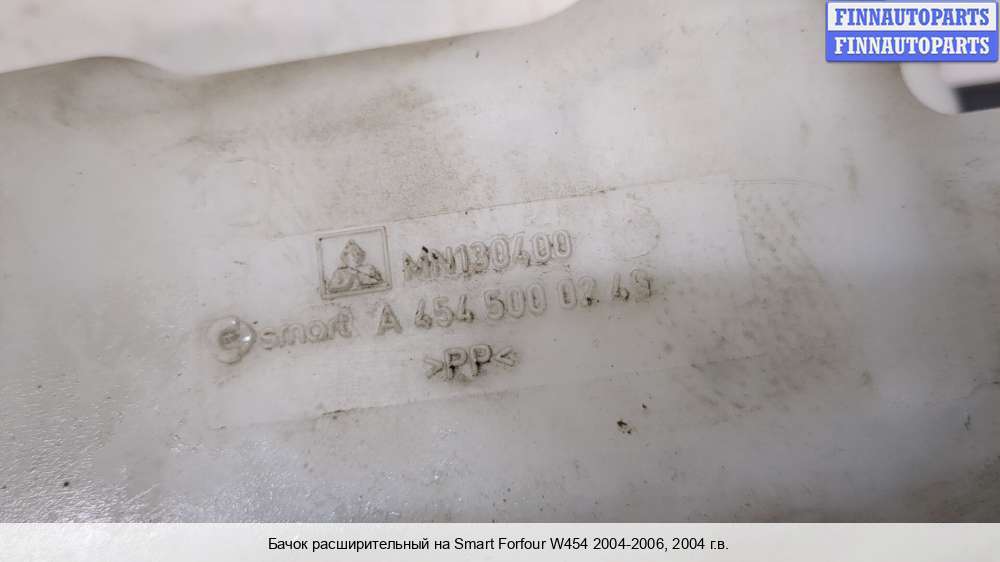 FINNAUTOPARTS
FINNAUTOPARTS
MN130400
smart A 454 500 02 49
>PP<
Бачок расширительный на Smart Forfour W454 2004-2006, 2004 г.в.